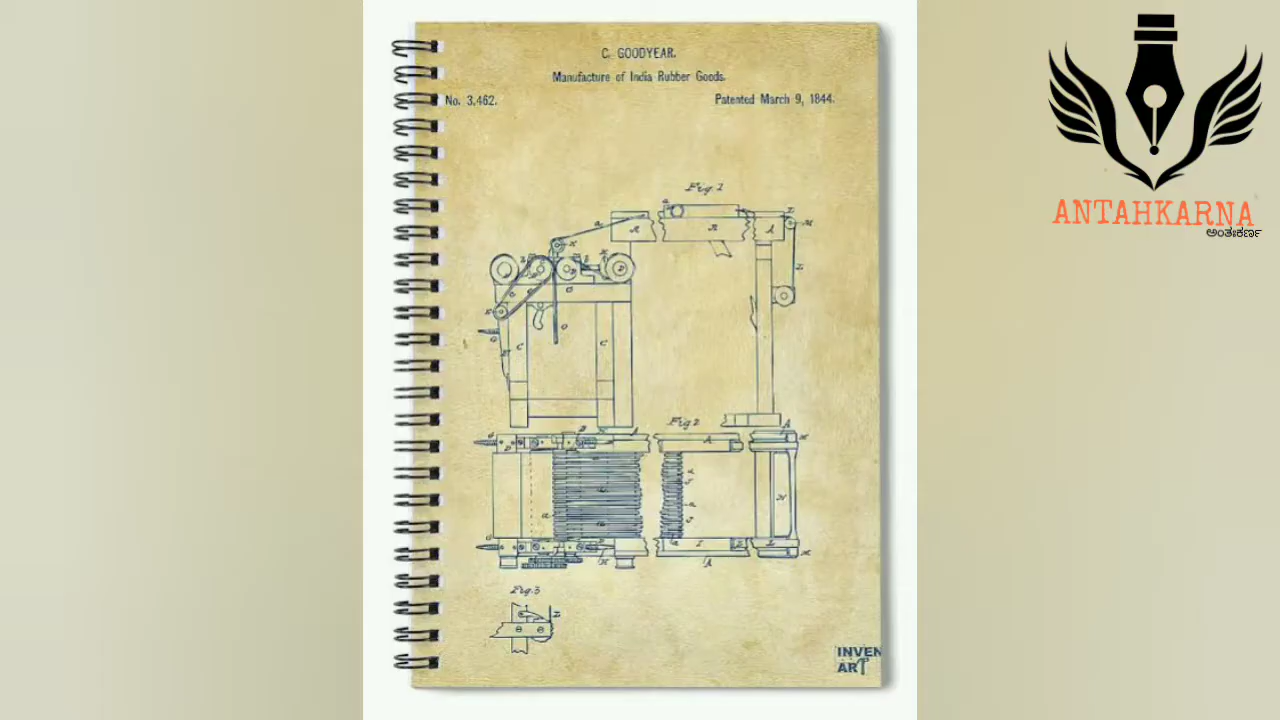 C. GOODYEAR.
Manufacture of India Rubber Goods.
No. 3,462.
Patented March 9, 1844.
Fig. 1
Fig. 2
Fig. 3
INVEN
ART
ANTAHKARNA
ಅಂತಃಕರ್ಣ